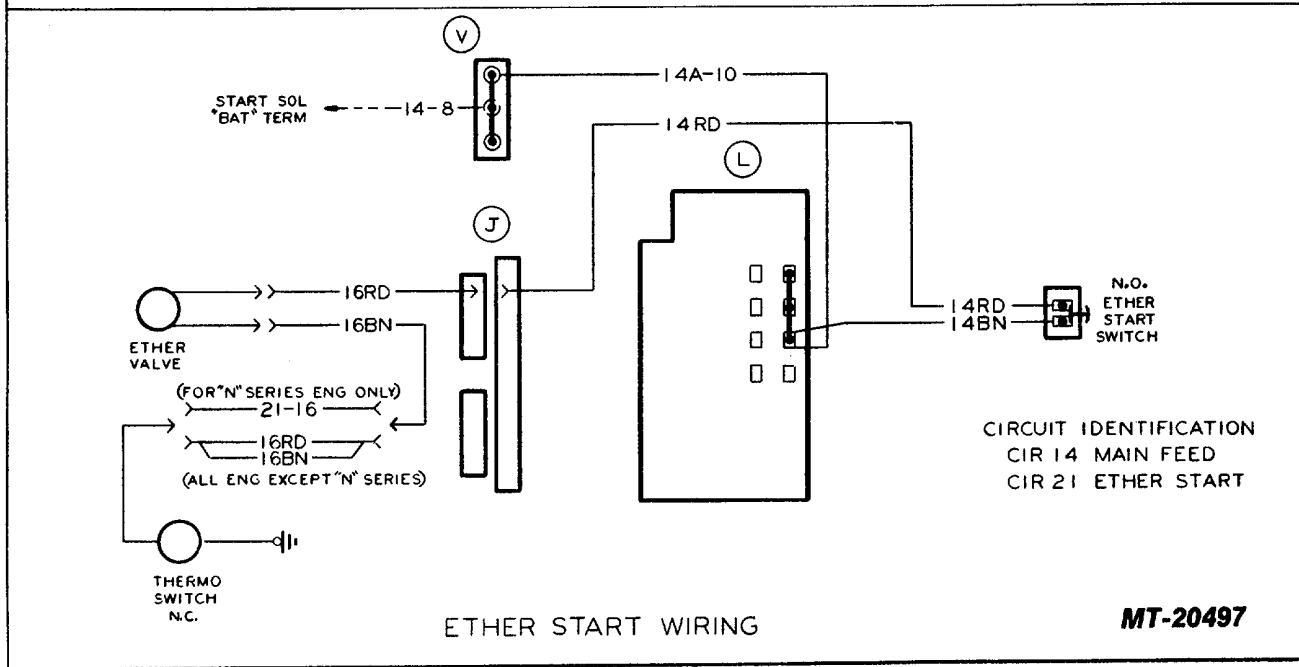 V
14A-10
START SOL
"BAT" TERM
14-8
14RD
L
J
16RD
16BN
ETHER
VALVE
14RD
14BN
N.O.
ETHER
START
SWITCH
(FOR "N" SERIES ENG ONLY)
21-16
16RD
16BN
(ALL ENG EXCEPT "N" SERIES)
CIRCUIT IDENTIFICATION
CIR 14 MAIN FEED
CIR 21 ETHER START
THERMO
SWITCH
N.C.
ETHER START WIRING
MT-20497